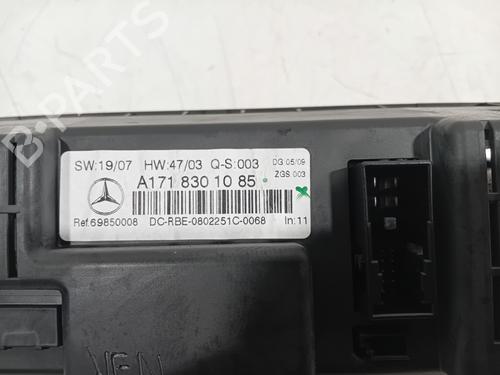 SW:19/07 HW:47/03 Q-S:003 DG 05/09
ZGS 003
A171 830 10 85
Ref.69850008 DC-RBE-0802251C-0068 In:11